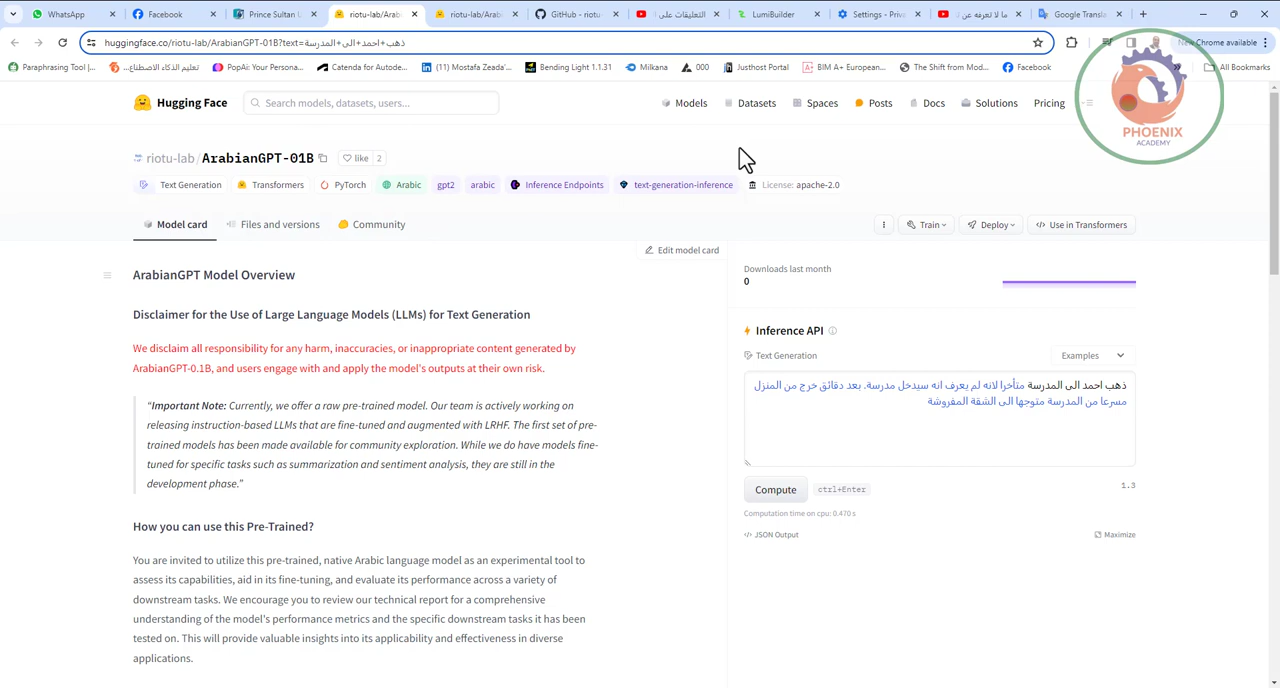 WhatsApp
Facebook
Prince Sultan U
riotu-lab/Arabi
riotu-lab/Arabi
GitHub - riotu-
التعليقات على ا
LumiBuilder
Settings - Priva
ما لا تعرفه عن
Google Transla
huggingface.co/riotu-lab/ArabianGPT-01B?text=ذهب+احمد+الى+المدرسة
New Chrome available
Paraphrasing Tool |...
Facebook
تعليم الذكاء الاصطناع...
PopAi: Your Persona...
Catenda for Autode...
(11) Mostafa Zeada'...
Bending Light 1.1.31
Milkana
000
Justhost Portal
BIM A+ European...
The Shift from Mod...
Facebook
All Bookmarks
Hugging Face
Search models, datasets, users...
Models
Datasets
Spaces
Posts
Docs
Solutions
Pricing
PHOENIX
ACADEMY
riotu-lab/ArabianGPT-01B
like 2
Text Generation
Transformers
PyTorch
Arabic
gpt2
arabic
Inference Endpoints
text-generation-inference
License: apache-2.0
Model card
Files and versions
Community
Train
Deploy
Use in Transformers
Edit model card
ArabianGPT Model Overview
Disclaimer for the Use of Large Language Models (LLMs) for Text Generation
We disclaim all responsibility for any harm, inaccuracies, or inappropriate content generated by
ArabianGPT-0.1B, and users engage with and apply the model's outputs at their own risk.
"Important Note: Currently, we offer a raw pre-trained model. Our team is actively working on
releasing instruction-based LLMs that are fine-tuned and augmented with LRHF. The first set of pre-
trained models has been made available for community exploration. While we do have models fine-
tuned for specific tasks such as summarization and sentiment analysis, they are still in the
development phase."
How you can use this Pre-Trained?
You are invited to utilize this pre-trained, native Arabic language model as an experimental tool to
assess its capabilities, aid in its fine-tuning, and evaluate its performance across a variety of
downstream tasks. We encourage you to review our technical report for a comprehensive
understanding of the model's performance metrics and the specific downstream tasks it has been
tested on. This will provide valuable insights into its applicability and effectiveness in diverse
applications.
Downloads last month
0
Inference API
Text Generation
Examples
ذهب احمد الى المدرسة متأخرا لانه لم يعرف انه سيدخل مدرسة. بعد دقائق خرج من المنزل
مسرعا من المدرسة متوجها الى الشقة المفروشة
Compute
ctrl+Enter
1.3
Computation time on cpu: 0.470 s
JSON Output
Maximize